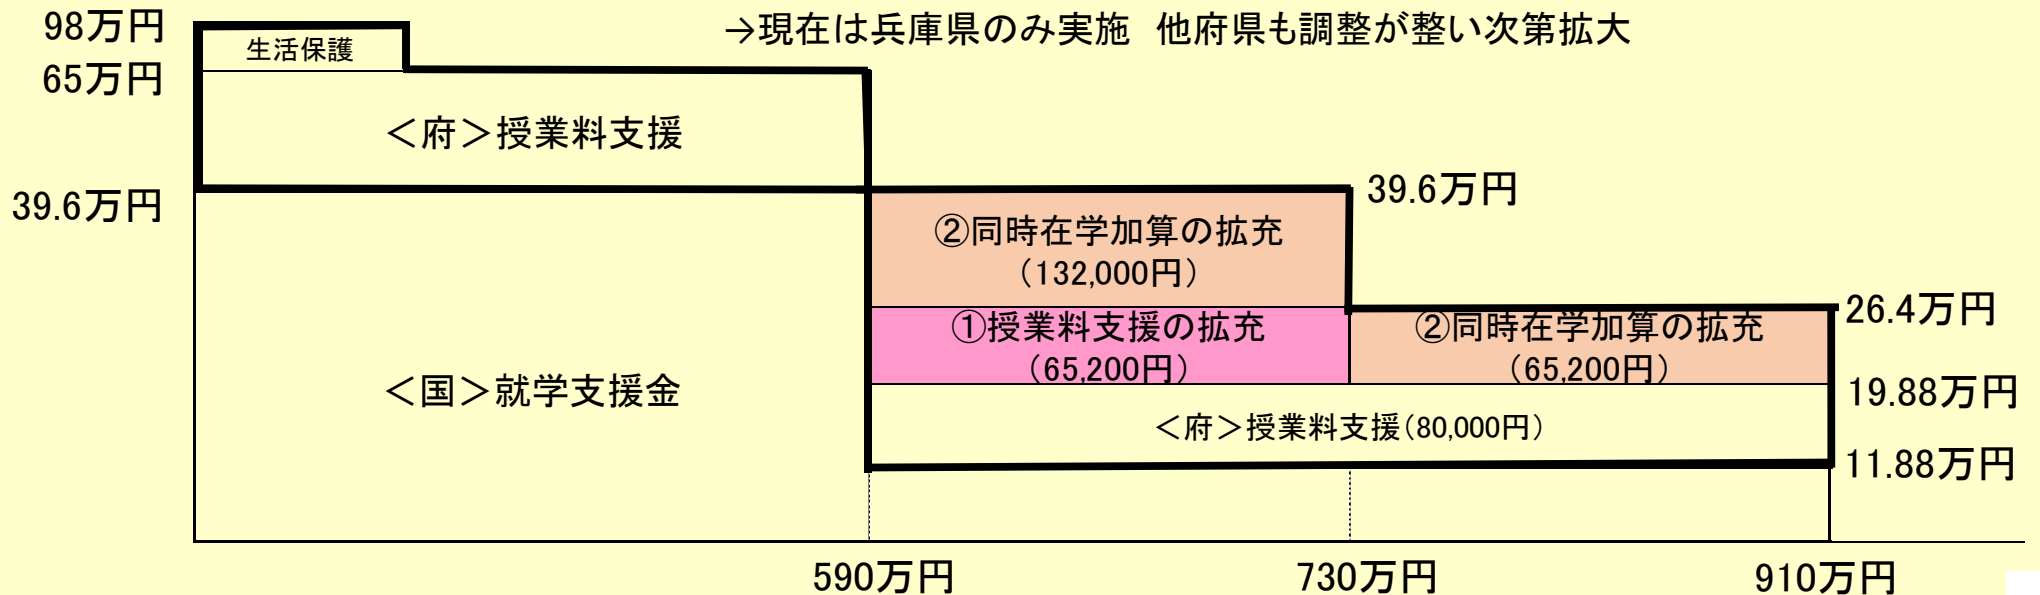 98万円
→現在は兵庫県のみ実施　他府県も調整が整い次第拡大
生活保護
65万円
＜府＞授業料支援
39.6万円
39.6万円
②同時在学加算の拡充
（132,000円）
26.4万円
①授業料支援の拡充
（65,200円）
②同時在学加算の拡充
（65,200円）
＜国＞就学支援金
19.88万円
＜府＞授業料支援（80,000円）
11.88万円
590万円
730万円
910万円